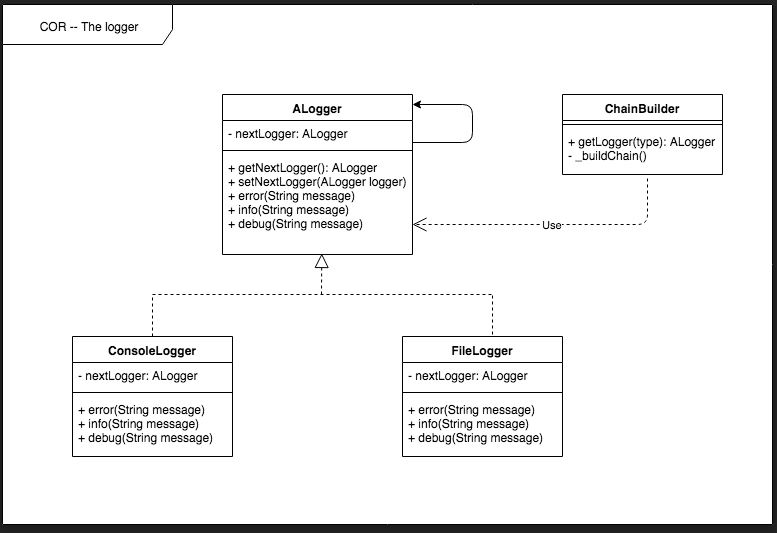 COR -- The logger
ALogger
- nextLogger: ALogger
+ getNextLogger(): ALogger
+ setNextLogger(ALogger logger)
+ error(String message)
+ info(String message)
+ debug(String message)
ChainBuilder
+ getLogger(type): ALogger
- _buildChain()
Use
ConsoleLogger
- nextLogger: ALogger
+ error(String message)
+ info(String message)
+ debug(String message)
FileLogger
- nextLogger: ALogger
+ error(String message)
+ info(String message)
+ debug(String message)